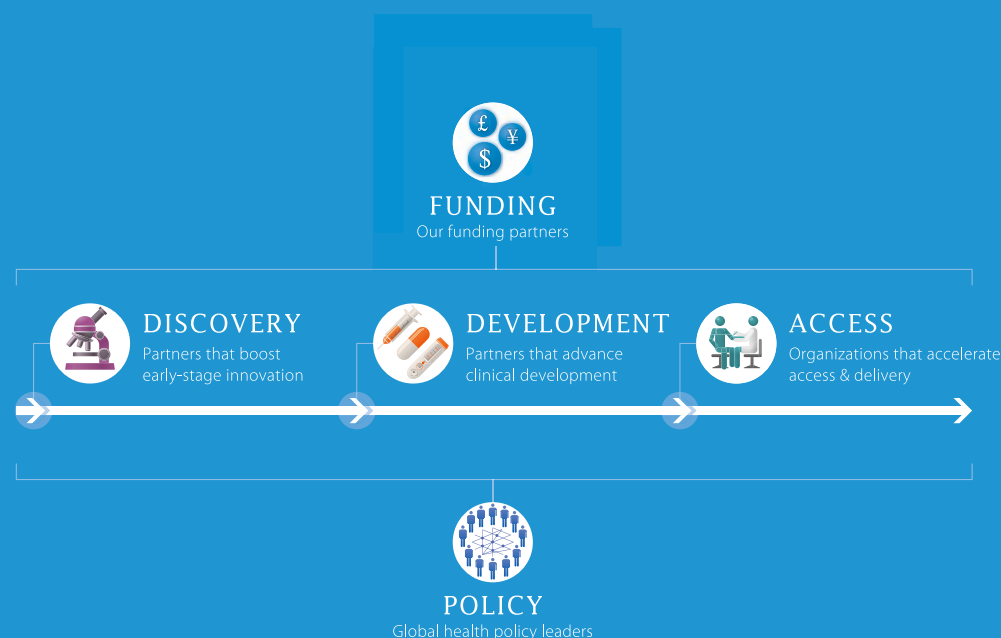 £
¥
$
FUNDING
Our funding partners
DISCOVERY
Partners that boost
early-stage innovation
DEVELOPMENT
Partners that advance
clinical development
ACCESS
Organizations that accelerate
access & delivery
POLICY
Global health policy leaders